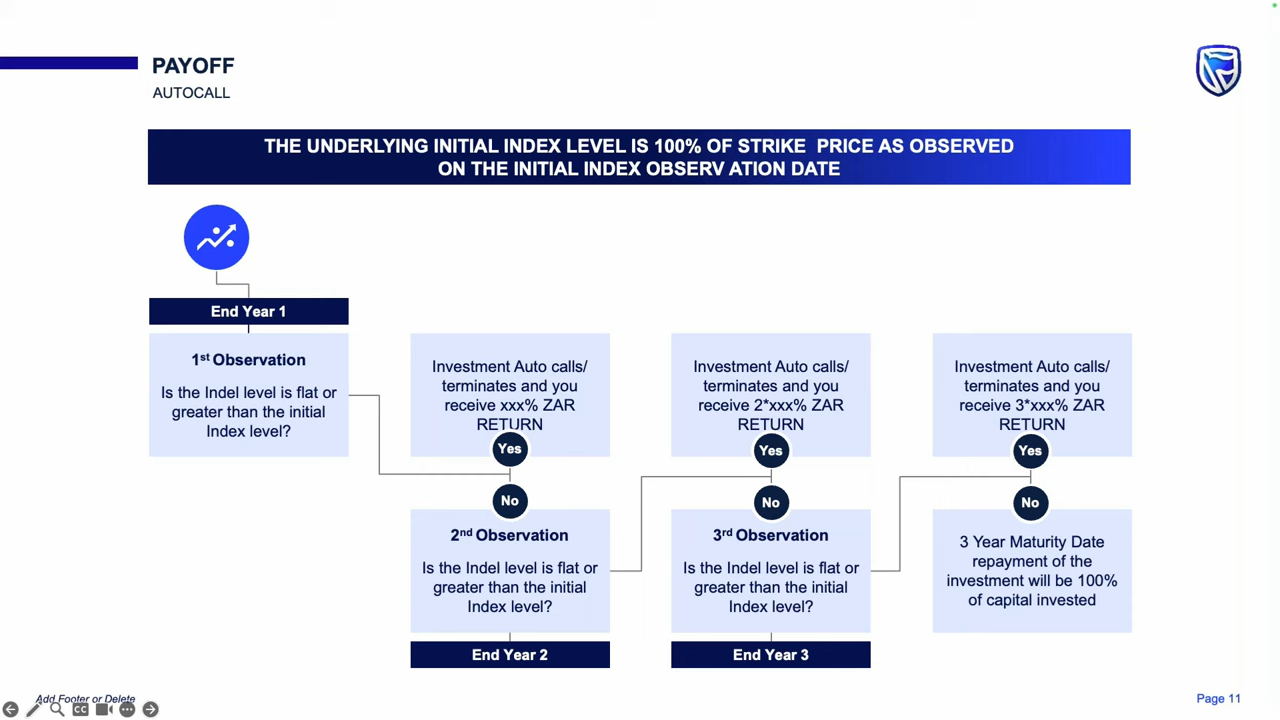 PAYOFF
AUTOCALL
THE UNDERLYING INITIAL INDEX LEVEL IS 100% OF STRIKE PRICE AS OBSERVED
ON THE INITIAL INDEX OBSERV ATION DATE
End Year 1
1st Observation
Is the Indel level is flat or
greater than the initial
Index level?
Investment Auto calls/
terminates and you
receive xxx% ZAR
RETURN
Yes
No
2nd Observation
Is the Indel level is flat or
greater than the initial
Index level?
End Year 2
Investment Auto calls/
terminates and you
receive 2*xxx% ZAR
RETURN
Yes
No
3rd Observation
Is the Indel level is flat or
greater than the initial
Index level?
End Year 3
Investment Auto calls/
terminates and you
receive 3*xxx% ZAR
RETURN
Yes
No
3 Year Maturity Date
repayment of the
investment will be 100%
of capital invested
Add Footer or Delete
CC
Page 11